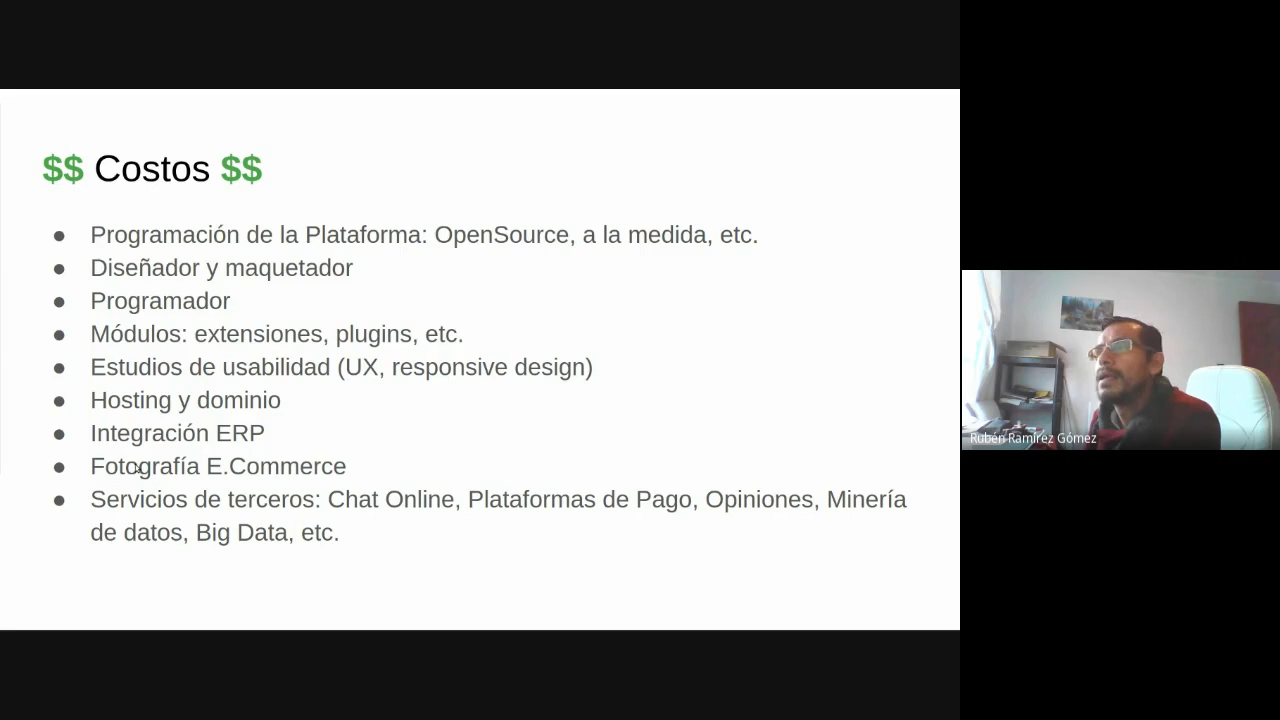 $$ Costos $$
● Programación de la Plataforma: OpenSource, a la medida, etc.
● Diseñador y maquetador
● Programador
● Módulos: extensiones, plugins, etc.
● Estudios de usabilidad (UX, responsive design)
● Hosting y dominio
● Integración ERP
● Fotografía E.Commerce
● Servicios de terceros: Chat Online, Plataformas de Pago, Opiniones, Minería
de datos, Big Data, etc.
Rubén Ramírez Gómez